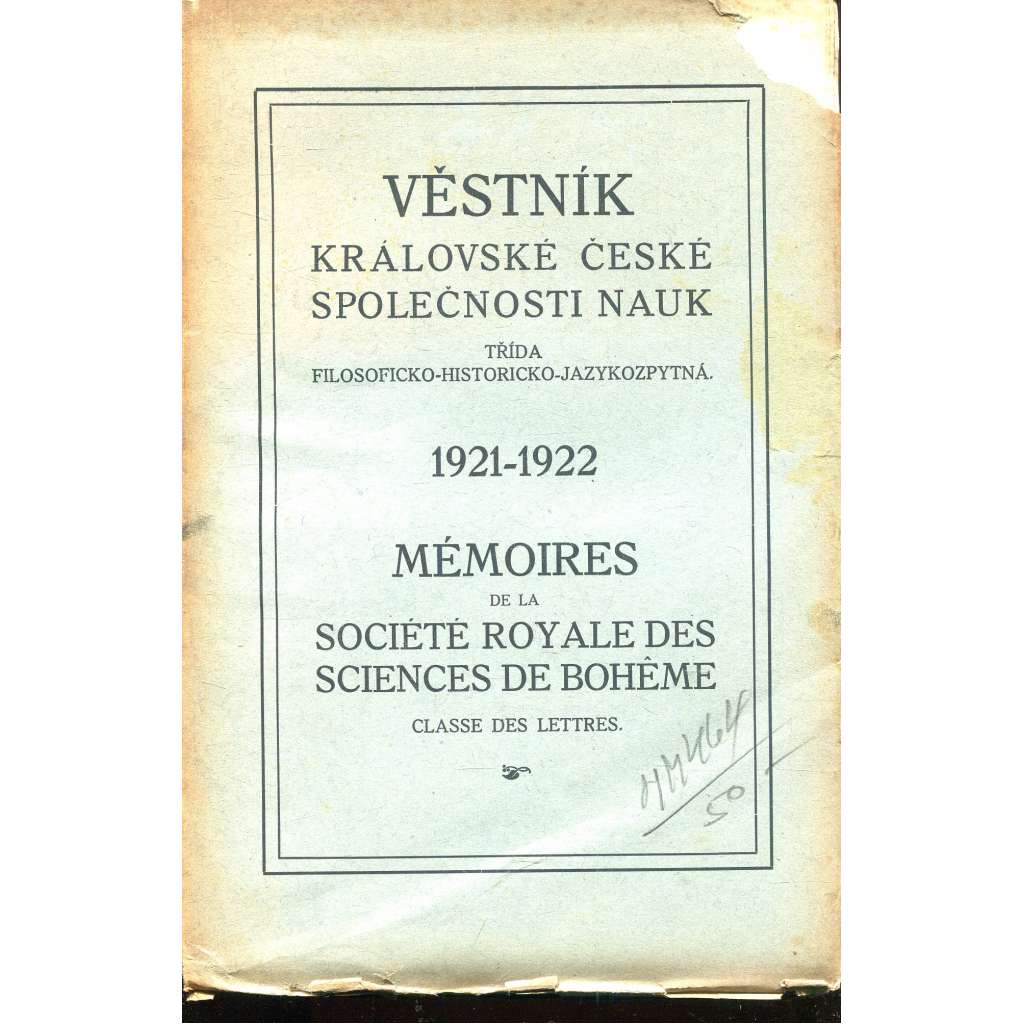 VĚSTNÍK
KRÁLOVSKÉ ČESKÉ
SPOLEČNOSTI NAUK
TŘÍDA
FILOSOFICKO-HISTORICKO-JAZYKOZPYTNÁ.
1921-1922
MÉMOIRES
DE LA
SOCIÉTÉ ROYALE DES
SCIENCES DE BOHÊME
CLASSE DES LETTRES.
50